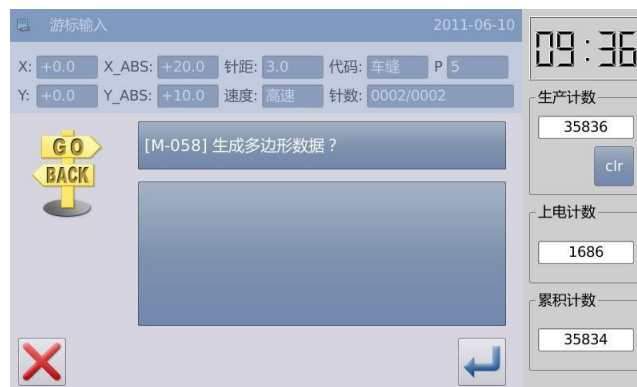 游标输入 2011-06-10
X: +0.0 X_ABS: +20.0 针距: 3.0 代码: 车缝 P 5
Y: +0.0 Y_ABS: +10.0 速度: 高速 针数: 0002/0002
GO
BACK
[M-058] 生成多边形数据？
09:36
生产计数
35836
clr
上电计数
1686
累积计数
35834